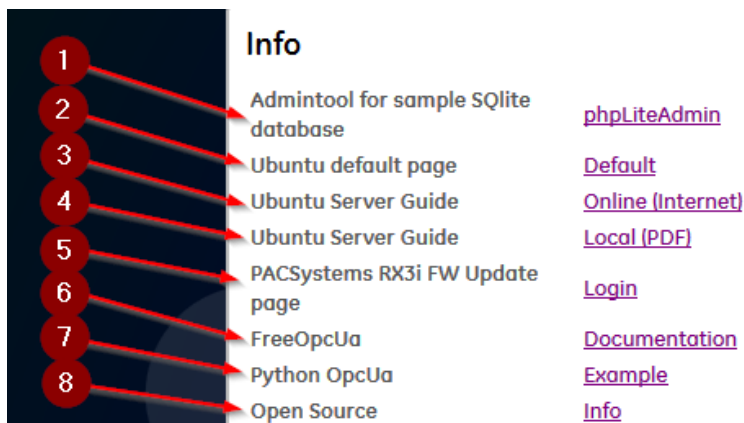 Info
1
Admintool for sample SQlite
database
phpLiteAdmin
2
Ubuntu default page
Default
3
Ubuntu Server Guide
Online (Internet)
4
Ubuntu Server Guide
Local (PDF)
5
PACSystems RX3i FW Update
page
Login
6
FreeOpcUa
Documentation
7
Python OpcUa
Example
8
Open Source
Info